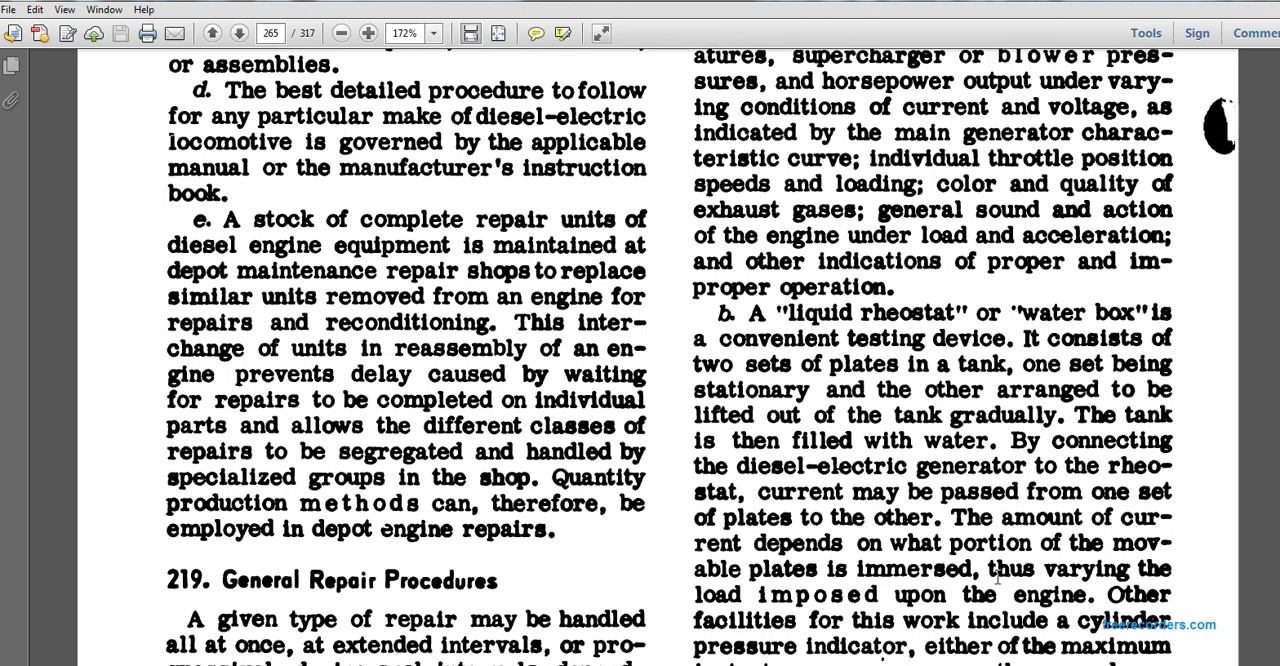 File Edit View Window Help
265 / 317 172% Tools Sign Comme
or assemblies.
d. The best detailed procedure to follow
for any particular make of diesel-electric
locomotive is governed by the applicable
manual or the manufacturer's instruction
book.
e. A stock of complete repair units of
diesel engine equipment is maintained at
depot maintenance repair shops to replace
similar units removed from an engine for
repairs and reconditioning. This inter-
change of units in reassembly of an en-
gine prevents delay caused by waiting
for repairs to be completed on individual
parts and allows the different classes of
repairs to be segregated and handled by
specialized groups in the shop. Quantity
production methods can, therefore, be
employed in depot engine repairs.
219. General Repair Procedures
A given type of repair may be handled
all at once, at extended intervals, or pro-
atures, supercharger or blower pres-
sures, and horsepower output under vary-
ing conditions of current and voltage, as
indicated by the main generator charac-
teristic curve; individual throttle position
speeds and loading; color and quality of
exhaust gases; general sound and action
of the engine under load and acceleration;
and other indications of proper and im-
proper operation.
b. A "liquid rheostat" or "water box" is
a convenient testing device. It consists of
two sets of plates in a tank, one set being
stationary and the other arranged to be
lifted out of the tank gradually. The tank
is then filled with water. By connecting
the diesel-electric generator to the rheo-
stat, current may be passed from one set
of plates to the other. The amount of cur-
rent depends on what portion of the mov-
able plates is immersed, thus varying the
load imposed upon the engine. Other
facilities for this work include a cylinder
pressure indicator, either of the maximum
freerecorders.com